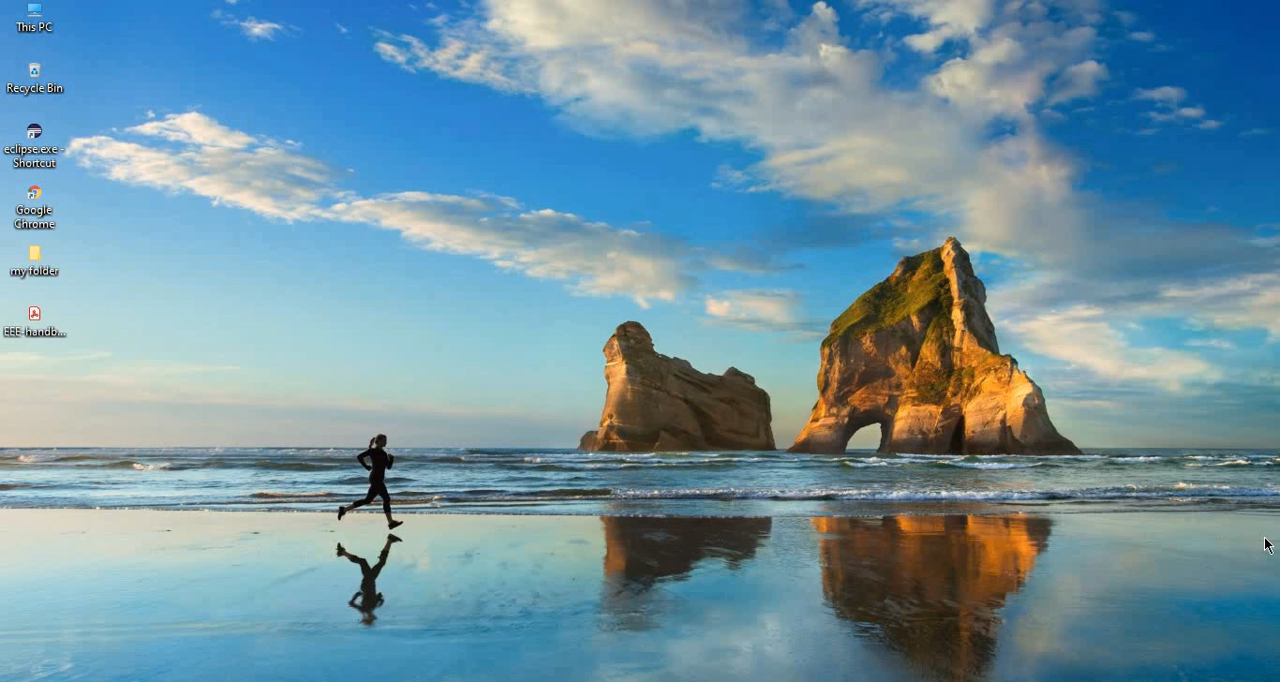 This PC
Recycle Bin
eclipse.exe -
Shortcut
Google
Chrome
my folder
EEE-handb...